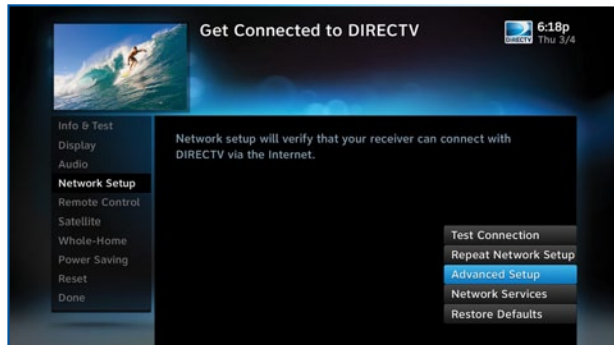 Get Connected to DIRECTV
DIRECTV
6:18p
Thu 3/4
Info & Test
Display
Audio
Network Setup
Remote Control
Satellite
Whole-Home
Power Saving
Reset
Done
Network setup will verify that your receiver can connect with
DIRECTV via the Internet.
Test Connection
Repeat Network Setup
Advanced Setup
Network Services
Restore Defaults